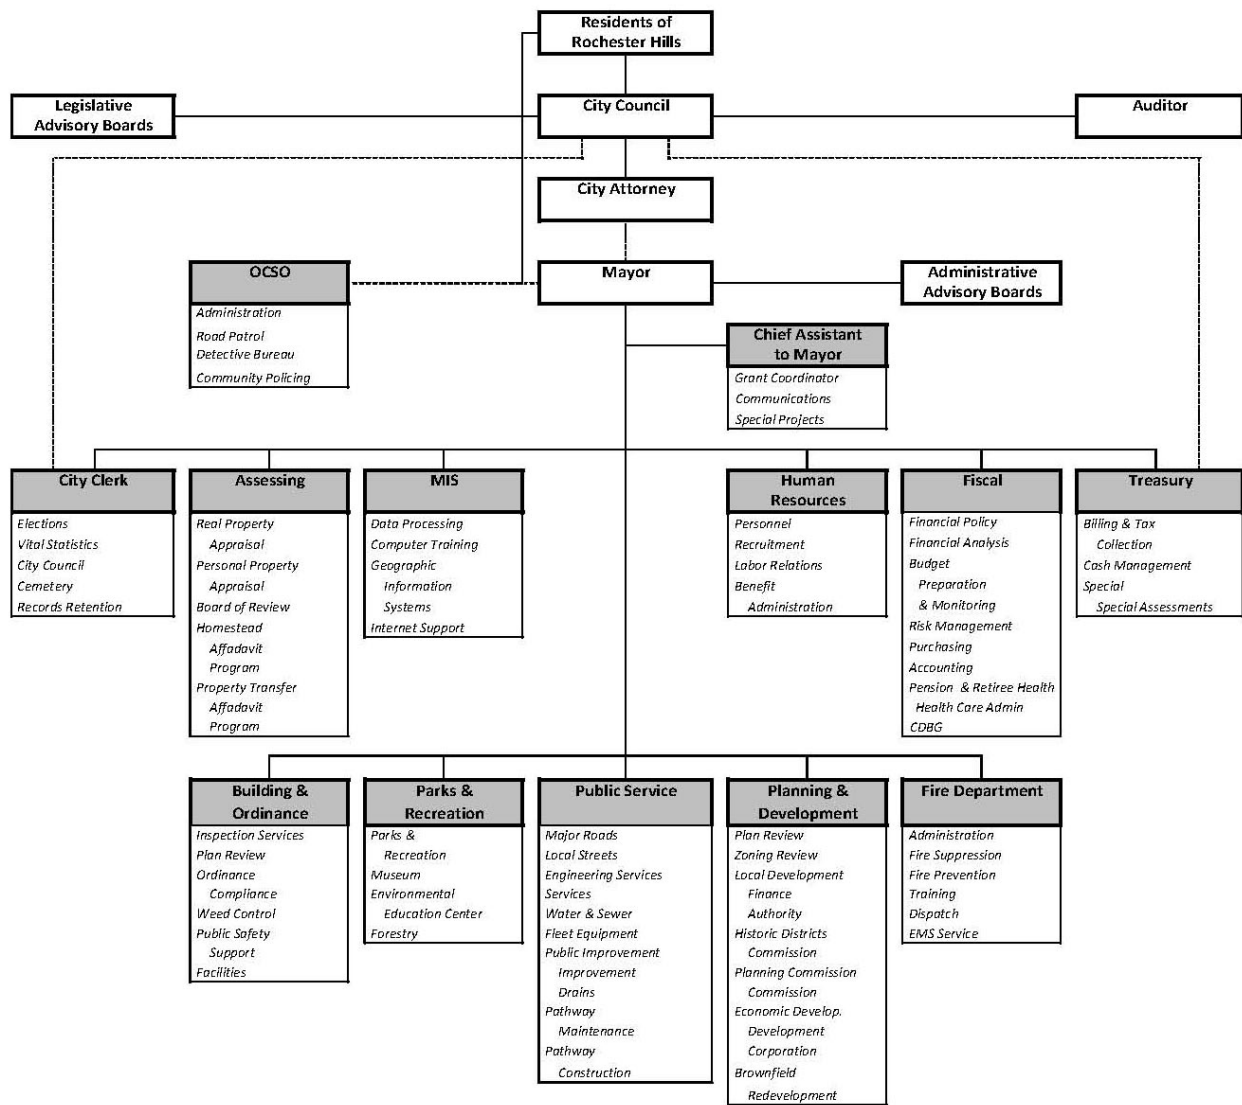 Residents of
Rochester Hills
Legislative
Advisory Boards
City Council
Auditor
City Attorney
OCSO
Administration
Road Patrol
Detective Bureau
Community Policing
Mayor
Administrative
Advisory Boards
Chief Assistant
to Mayor
Grant Coordinator
Communications
Special Projects
City Clerk
Elections
Vital Statistics
City Council
Cemetery
Records Retention
Assessing
Real Property
Appraisal
Personal Property
Appraisal
Board of Review
Homestead
Affadavit
Program
Property Transfer
Affadavit
Program
MIS
Data Processing
Computer Training
Geographic
Information
Systems
Internet Support
Human
Resources
Personnel
Recruitment
Labor Relations
Benefit
Administration
Fiscal
Financial Policy
Financial Analysis
Budget
Preparation
& Monitoring
Risk Management
Purchasing
Accounting
Pension & Retiree Health
Health Care Admin
CDBG
Treasury
Billing & Tax
Collection
Cash Management
Special
Special Assessments
Building &
Ordinance
Inspection Services
Plan Review
Ordinance
Compliance
Weed Control
Public Safety
Support
Facilities
Parks &
Recreation
Parks &
Recreation
Museum
Environmental
Education Center
Forestry
Public Service
Major Roads
Local Streets
Engineering Services
Services
Water & Sewer
Fleet Equipment
Public Improvement
Improvement
Drains
Pathway
Maintenance
Pathway
Construction
Planning &
Development
Plan Review
Zoning Review
Local Development
Finance
Authority
Historic Districts
Commission
Planning Commission
Commission
Economic Develop.
Development
Corporation
Brownfield
Redevelopment
Fire Department
Administration
Fire Suppression
Fire Prevention
Training
Dispatch
EMS Service